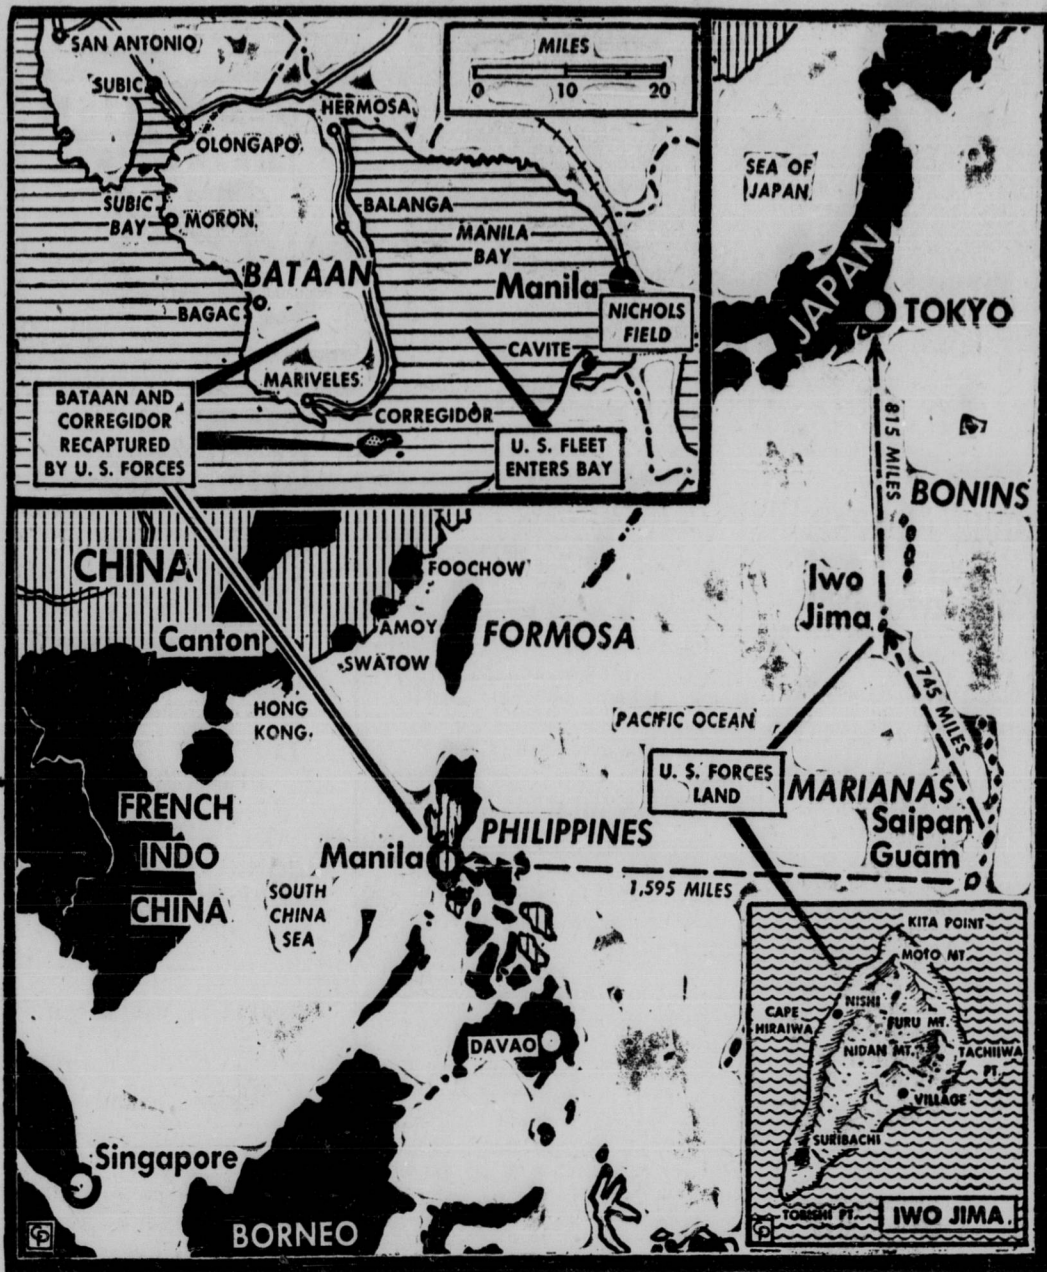 SAN ANTONIO
SUBIC
OLONGAPO
HERMOSA
MILES
0 10 20
SUBIC
BAY
MORON
BALANGA
MANILA
BAY
BATAAN
Manila
BAGAC
NICHOLS
FIELD
CAVITE
MARIVELES
CORREGIDOR
BATAAN AND
CORREGIDOR
RECAPTURED
BY U. S. FORCES
U. S. FLEET
ENTERS BAY
SEA OF
JAPAN
JAPAN
TOKYO
815 MILES
BONINS
CHINA
FOOCHOW
AMOY
Canton
SWATOW
FORMOSA
Iwo
Jima
745 MILES
HONG
KONG
PACIFIC OCEAN
U. S. FORCES
LAND
MARIANAS
Saipan
Guam
FRENCH
INDO
CHINA
PHILIPPINES
Manila
1,595 MILES
SOUTH
CHINA
SEA
DAVAO
Singapore
BORNEO
CP
KITA POINT
MOTO MT.
NISHI
CAPE
HIRAIWA
FURU MT.
NIDAN MT.
TACHIIWA
PT.
VILLAGE
SURIBACHI
TOBISHI PT.
IWO JIMA.
CP